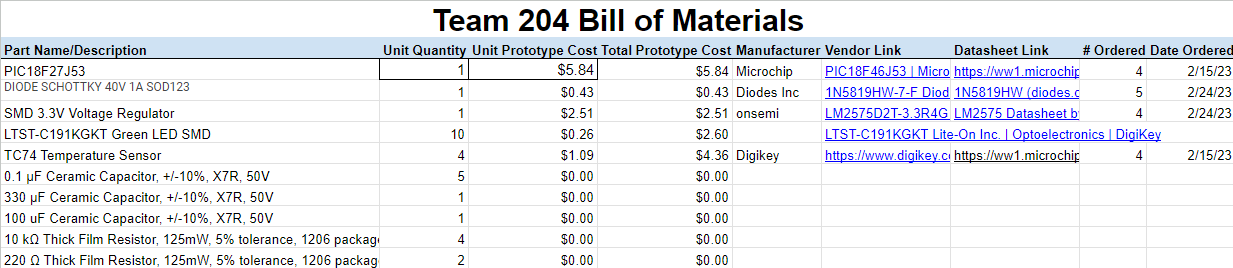 Team 204 Bill of Materials
Part Name/Description Unit Quantity Unit Prototype Cost Total Prototype Cost Manufacturer Vendor Link Datasheet Link # Ordered Date Ordered
PIC18F27J53 1 $5.84 $5.84 Microchip PIC18F46J53 | Micro https://ww1.microchip 4 2/15/23
DIODE SCHOTTKY 40V 1A SOD123 1 $0.43 $0.43 Diodes Inc 1N5819HW-7-F Diod 1N5819HW (diodes.c 5 2/24/23
SMD 3.3V Voltage Regulator 1 $2.51 $2.51 onsemi LM2575D2T-3.3R4G LM2575 Datasheet by 4 2/24/23
LTST-C191KGKT Green LED SMD 10 $0.26 $2.60 LTST-C191KGKT Lite-On Inc. | Optoelectronics | DigiKey
TC74 Temperature Sensor 4 $1.09 $4.36 Digikey https://www.digikey.co https://ww1.microchip 4 2/15/23
0.1 µF Ceramic Capacitor, +/-10%, X7R, 50V 5 $0.00 $0.00
330 µF Ceramic Capacitor, +/-10%, X7R, 50V 1 $0.00 $0.00
100 uF Ceramic Capacitor, +/-10%, X7R, 50V 1 $0.00 $0.00
10 kΩ Thick Film Resistor, 125mW, 5% tolerance, 1206 package 4 $0.00 $0.00
220 Ω Thick Film Resistor, 125mW, 5% tolerance, 1206 package 2 $0.00 $0.00